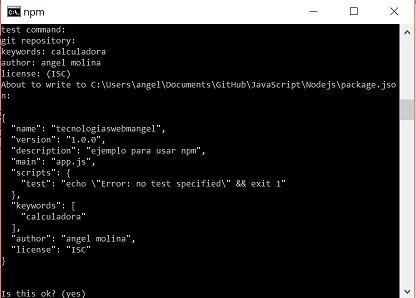 npm
test command:
git repository:
keywords: calculadora
author: angel molina
license: (ISC)
About to write to C:\Users\angel\Documents\GitHub\JavaScript\Nodejs\package.jso
n:
{
  "name": "tecnologiaswebmangel",
  "version": "1.0.0",
  "description": "ejemplo para usar npm",
  "main": "app.js",
  "scripts": {
    "test": "echo \"Error: no test specified\" && exit 1"
  },
  "keywords": [
    "calculadora"
  ],
  "author": "angel molina",
  "license": "ISC"
}
Is this ok? (yes)